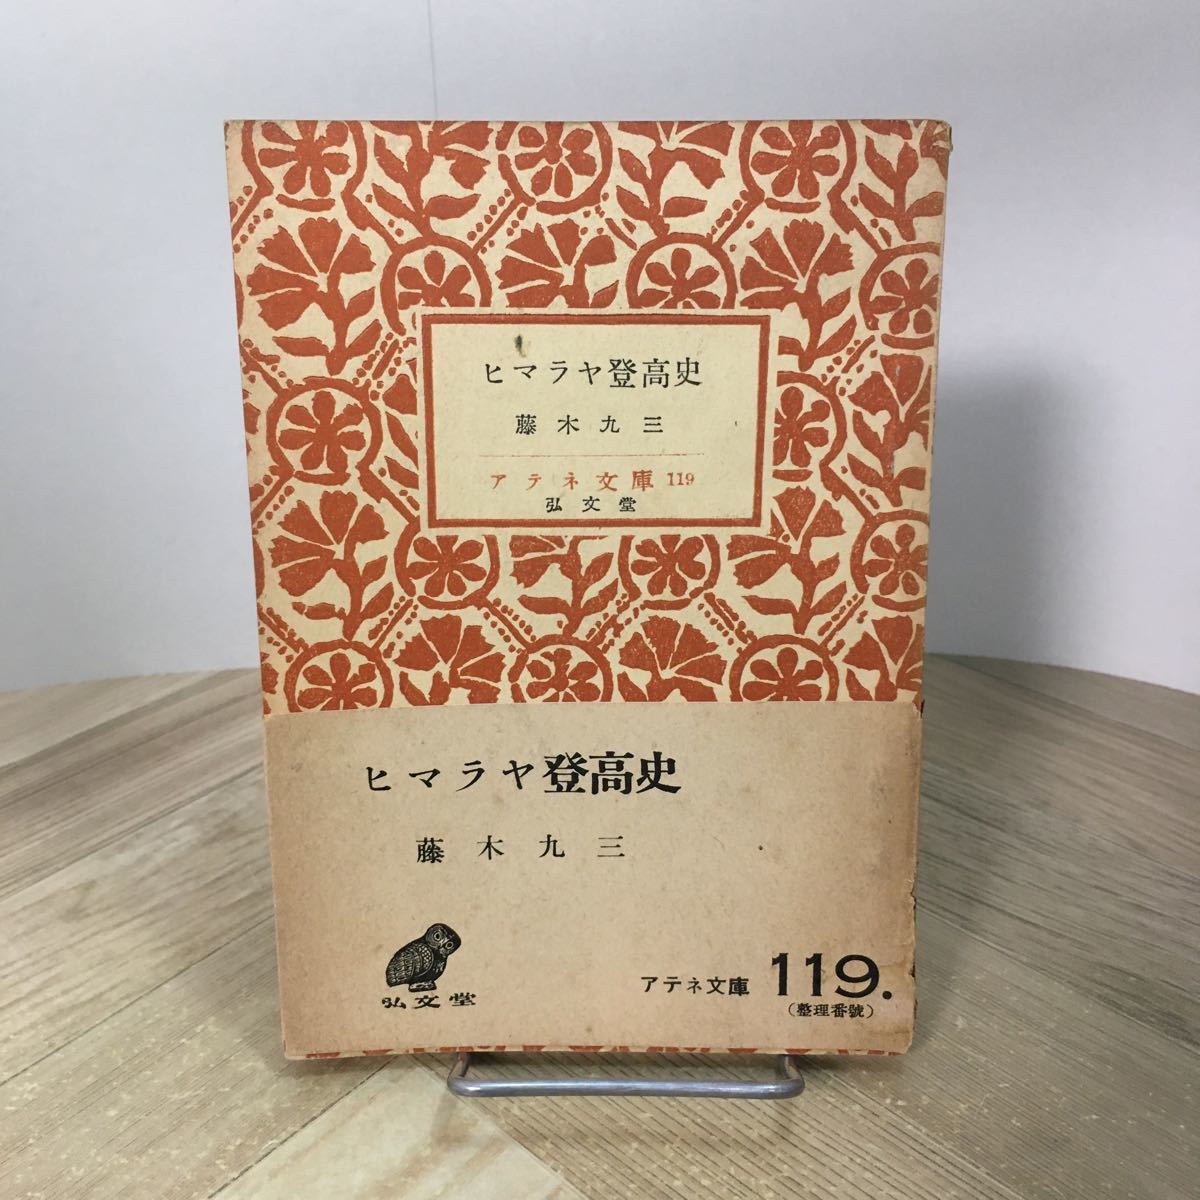 ヒマラヤ登高史
藤木九三
アテネ文庫 119
弘文堂
ヒマラヤ登高史
藤木九三
弘文堂
アテネ文庫 119.
(整理番號)